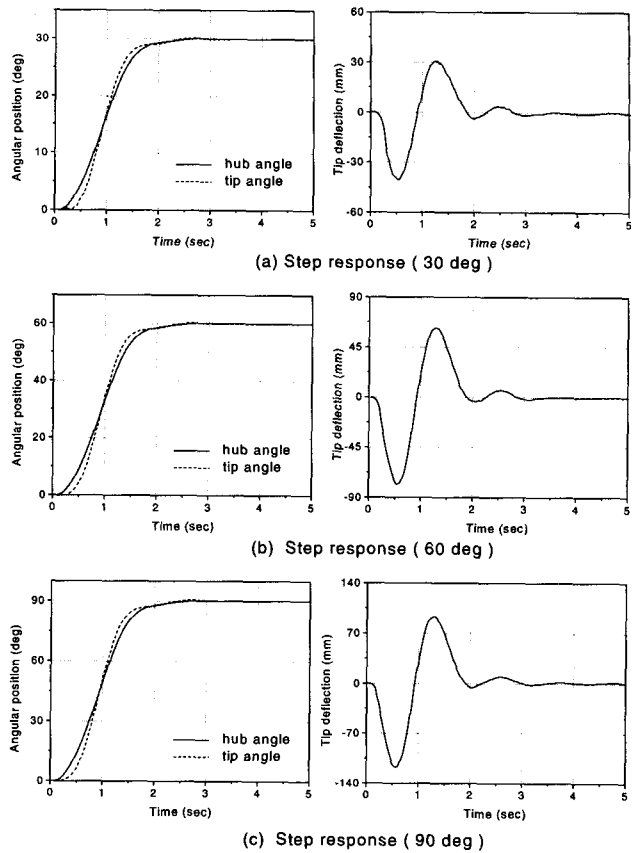 Angular position (deg)
30
20
10
0
hub angle
tip angle
0 1 2 3 4 5
Time (sec)
Tip deflection (mm)
60
30
0
-30
-60
0 1 2 3 4 5
Time (sec)
(a) Step response ( 30 deg )
Angular position (deg)
60
40
20
0
hub angle
tip angle
0 1 2 3 4 5
Time (sec)
Tip deflection (mm)
90
45
0
-45
-90
0 1 2 3 4 5
Time (sec)
(b) Step response ( 60 deg )
Angular position (deg)
90
60
30
0
hub angle
tip angle
0 1 2 3 4 5
Time (sec)
Tip deflection (mm)
140
70
0
-70
-140
0 1 2 3 4 5
Time (sec)
(c) Step response ( 90 deg )